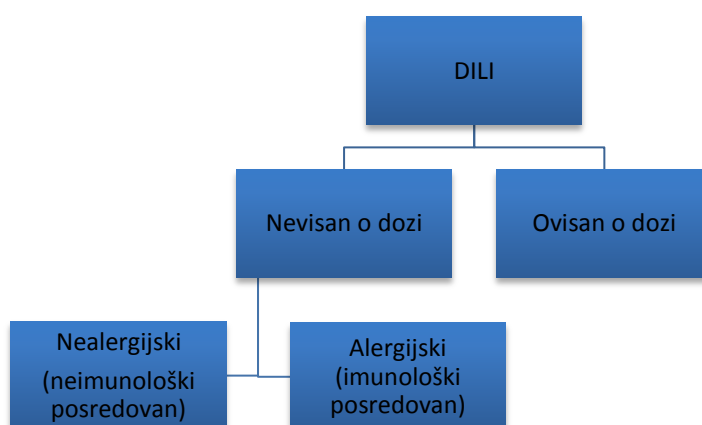 DILI
Nevisan o dozi
Ovisan o dozi
Nealergijski
(neimunološki
posredovan)
Alergijski
(imunološki
posredovan)